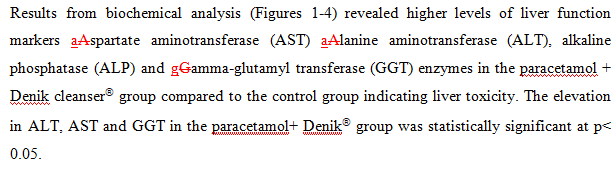 Results from biochemical analysis (Figures 1-4) revealed higher levels of liver function
markers aAspartate aminotransferase (AST) aAlanine aminotransferase (ALT), alkaline
phosphatase (ALP) and gGamma-glutamyl transferase (GGT) enzymes in the paracetamol +
Denik cleanser® group compared to the control group indicating liver toxicity. The elevation
in ALT, AST and GGT in the paracetamol+ Denik® group was statistically significant at p<
0.05.